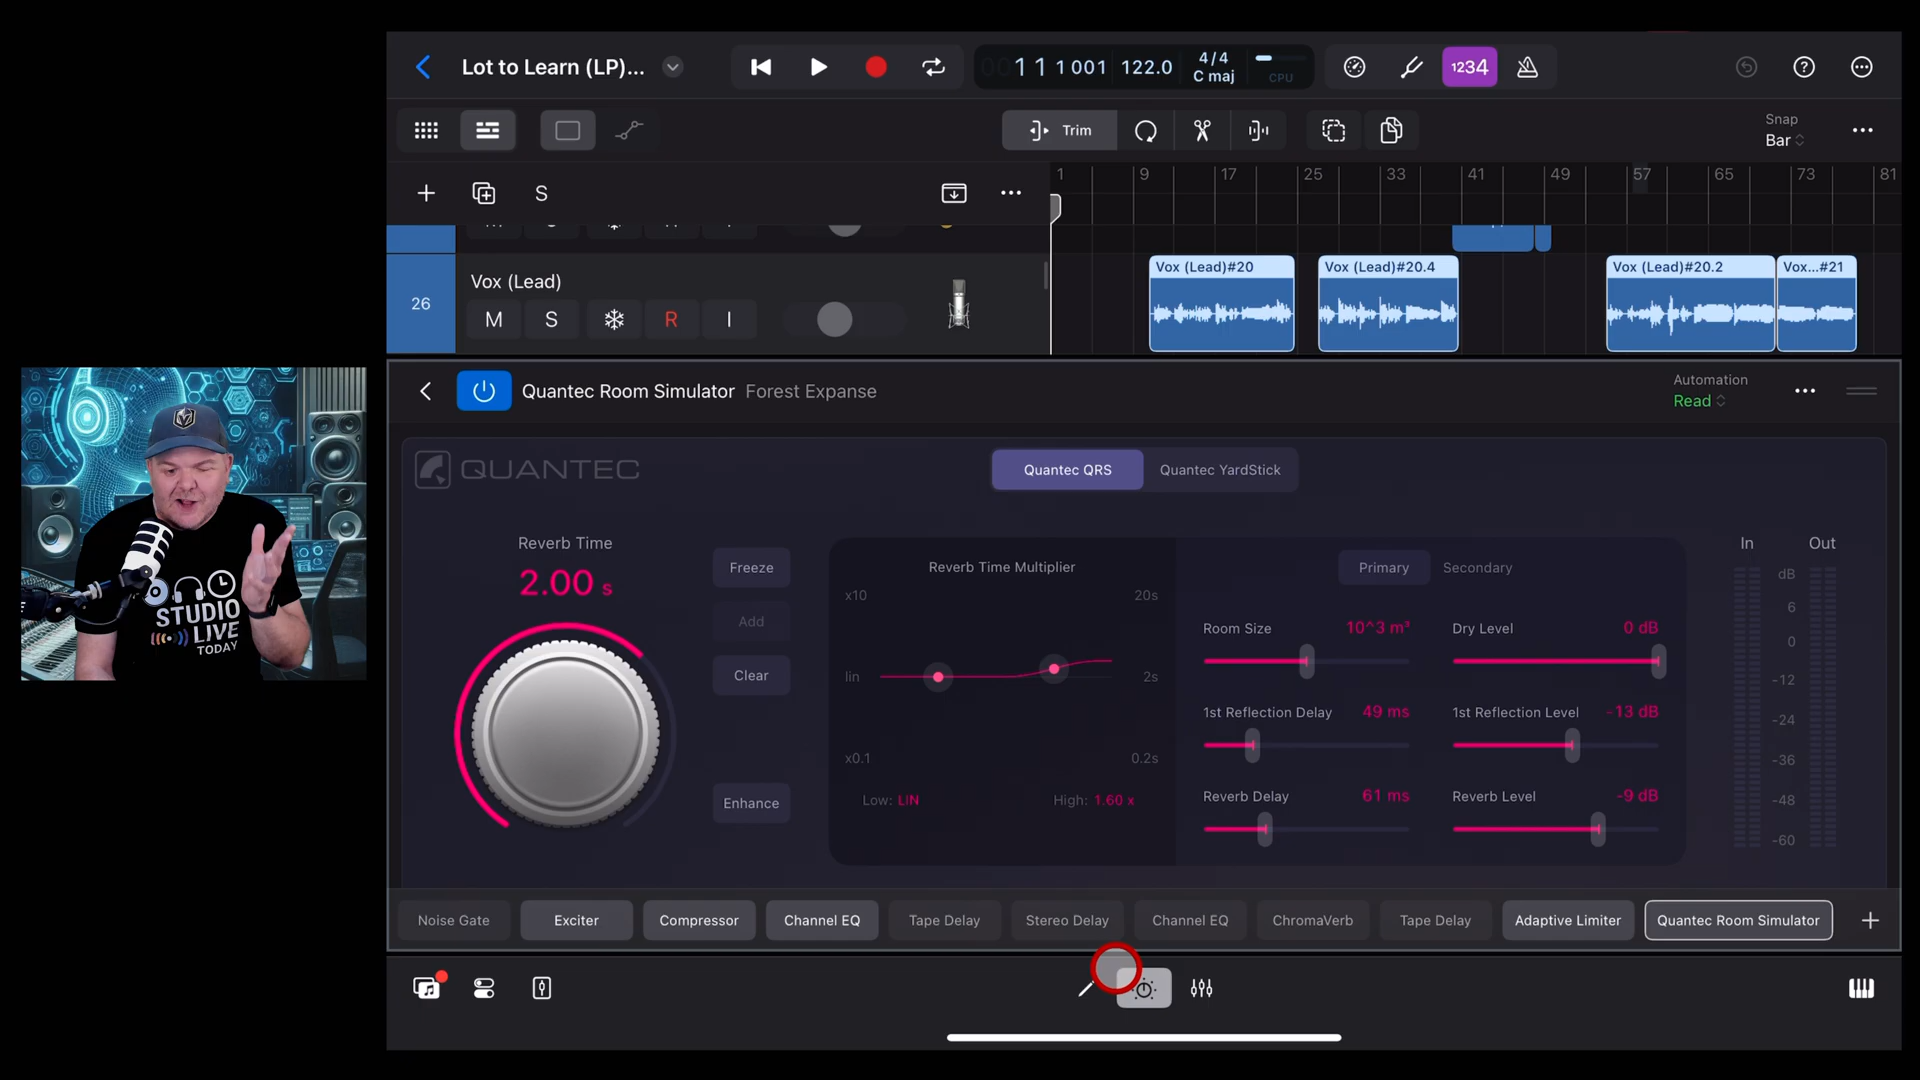 Lot to Learn (LP)...
11 1 001
122.0
4/4
C maj
CPU
1234
Trim
Snap
Bar
S
1 9 17 25 33 41 49 57 65 73 81
26
Vox (Lead)
M S R I
Vox (Lead)#20
Vox (Lead)#20.4
Vox (Lead)#20.2
Vox...#21
Quantec Room Simulator Forest Expanse
Automation
Read
QUANTEC
Quantec QRS
Quantec YardStick
Reverb Time
2.00 s
Freeze
Add
Clear
Enhance
Reverb Time Multiplier
x10
20s
lin
2s
x0.1
0.2s
Low: LIN
High: 1.60 x
Primary
Secondary
Room Size 10^3 m³
Dry Level 0 dB
1st Reflection Delay 49 ms
1st Reflection Level -13 dB
Reverb Delay 61 ms
Reverb Level -9 dB
In
Out
dB
6
0
-12
-24
-36
-48
-60
Noise Gate
Exciter
Compressor
Channel EQ
Tape Delay
Stereo Delay
Channel EQ
ChromaVerb
Tape Delay
Adaptive Limiter
Quantec Room Simulator
STUDIO
LIVE
TODAY